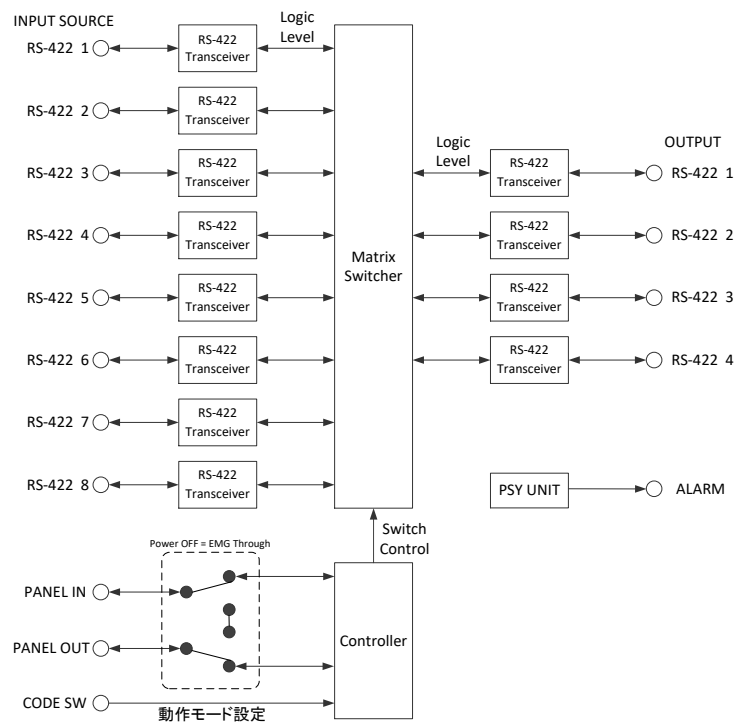 INPUT SOURCE
RS-422 1
RS-422
Transceiver
Logic
Level
RS-422 2
RS-422
Transceiver
RS-422 3
RS-422
Transceiver
RS-422 4
RS-422
Transceiver
RS-422 5
RS-422
Transceiver
RS-422 6
RS-422
Transceiver
RS-422 7
RS-422
Transceiver
RS-422 8
RS-422
Transceiver
Matrix
Switcher
Logic
Level
OUTPUT
RS-422
Transceiver
RS-422 1
RS-422
Transceiver
RS-422 2
RS-422
Transceiver
RS-422 3
RS-422
Transceiver
RS-422 4
PSY UNIT
ALARM
Switch
Control
Power OFF = EMG Through
PANEL IN
PANEL OUT
Controller
CODE SW
動作モード設定